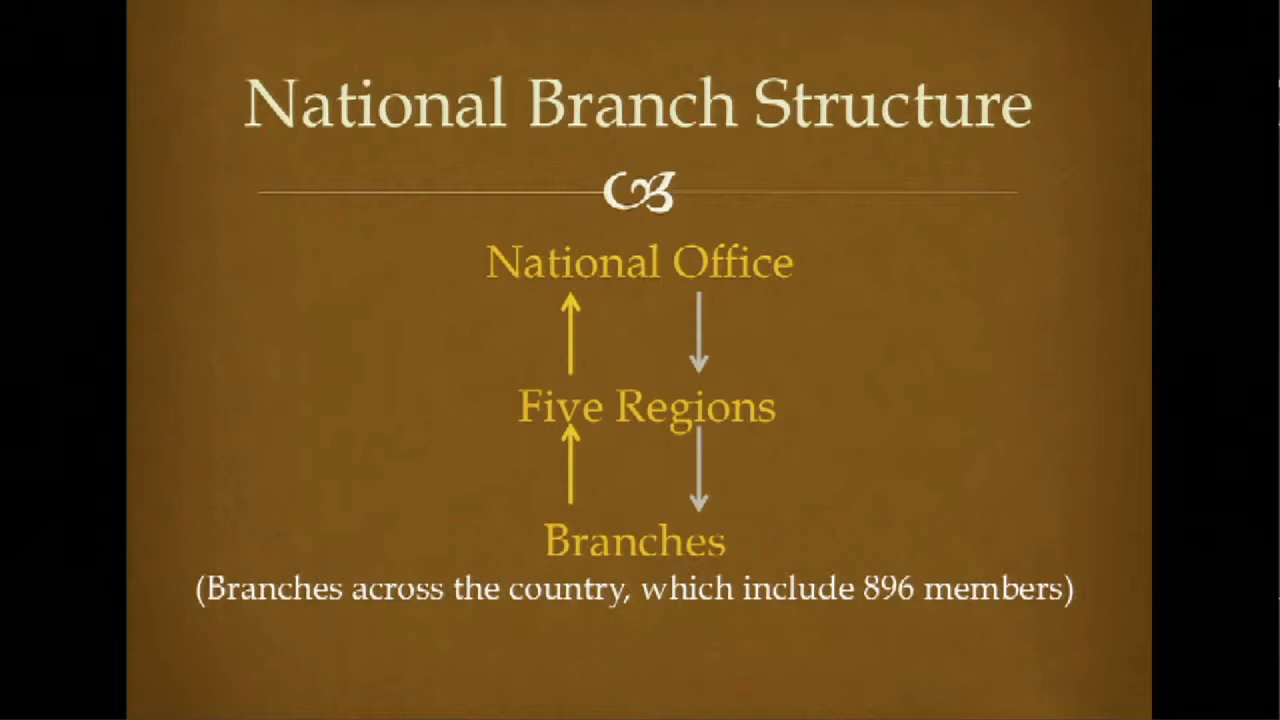 National Branch Structure
National Office
Five Regions
Branches
(Branches across the country, which include 896 members)